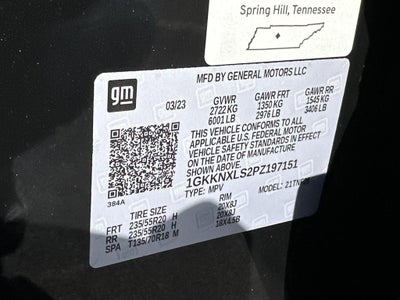 Spring Hill, Tennessee
gm
MFD BY GENERAL MOTORS LLC
03/23 GVWR GAWR FRT GAWR RR
2722 KG 1350 KG 1545 KG
6001 LB 2976 LB 3406 LB
THIS VEHICLE CONFORMS TO ALL
APPLICABLE U.S. FEDERAL MOTOR
VEHICLE SAFETY STANDARDS IN EFFECT
ON THE DATE OF MANUFACTURE
SHOWN ABOVE.
1GKKNXLS2PZ197151
TYPE: MPV MODEL:
384A
TIRE SIZE RIM
FRT 235/55R20 H 20X8J
RR 235/55R20 H 20X8J
SPA T135/70R18 M 18X4.5B